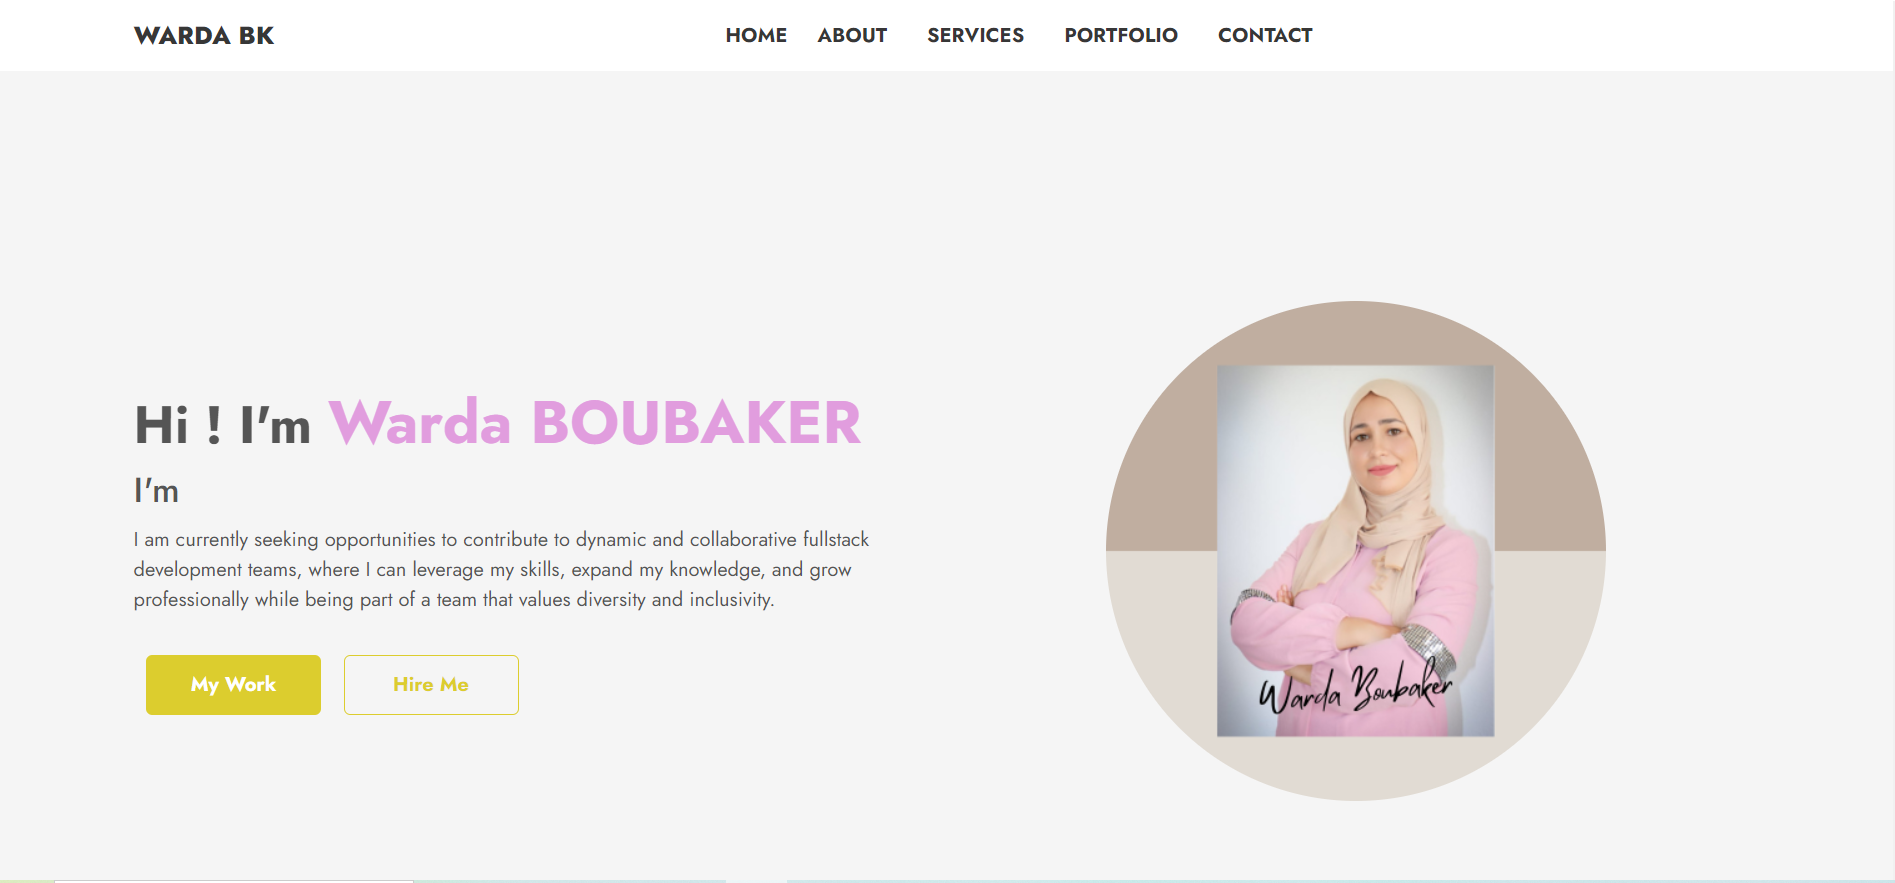 WARDA BK
HOME ABOUT SERVICES PORTFOLIO CONTACT
Hi ! I'm Warda BOUBAKER
I'm
I am currently seeking opportunities to contribute to dynamic and collaborative fullstack
development teams, where I can leverage my skills, expand my knowledge, and grow
professionally while being part of a team that values diversity and inclusivity.
My Work
Hire Me
Warda Boubaker